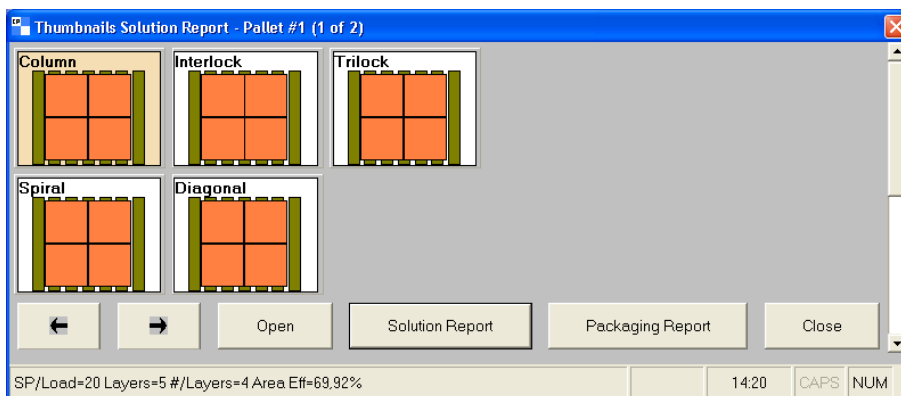 CP Thumbnails Solution Report - Pallet #1 (1 of 2)
Column Interlock Trilock
Spiral Diagonal
Open Solution Report Packaging Report Close
SP/Load=20 Layers=5 #/Layers=4 Area Eff=69,92% 14:20 CAPS NUM